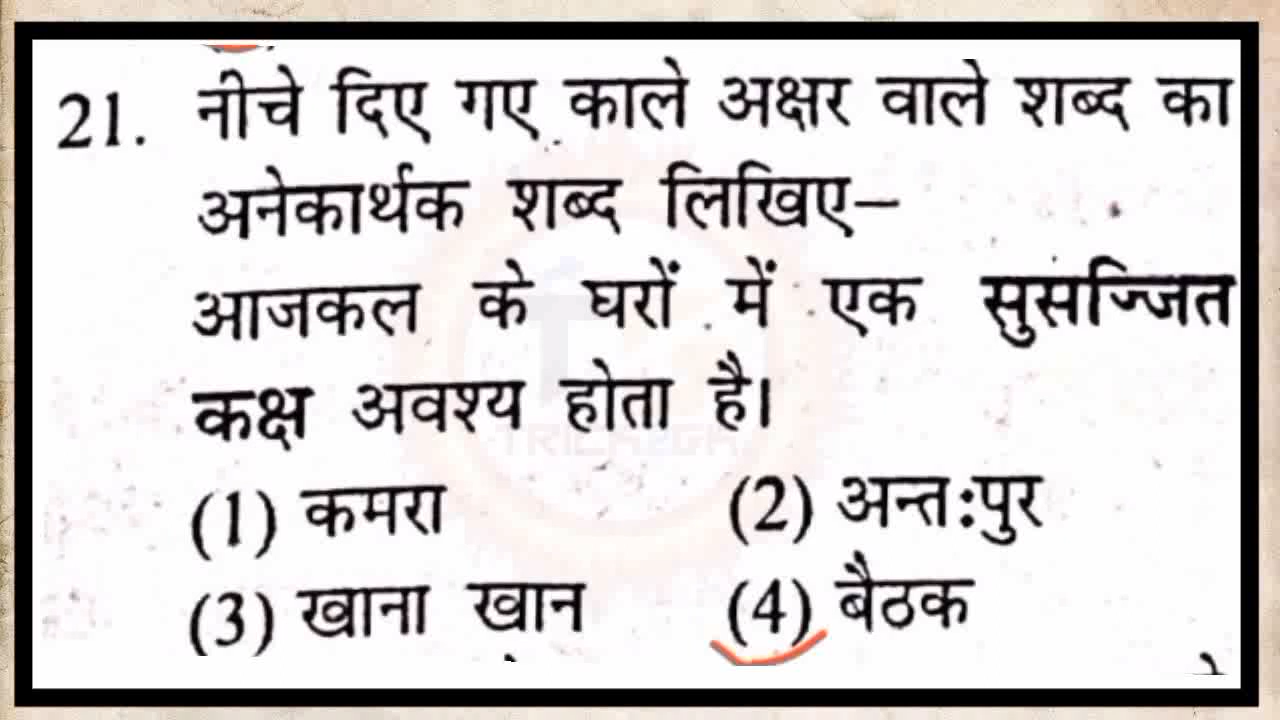 21. नीचे दिए गए काले अक्षर वाले शब्द का
अनेकार्थक शब्द लिखिए–
आजकल के घरों में एक सुसज्जित
कक्ष अवश्य होता है।
(1) कमरा (2) अन्त:पुर
(3) खाना खान (4) बैठक